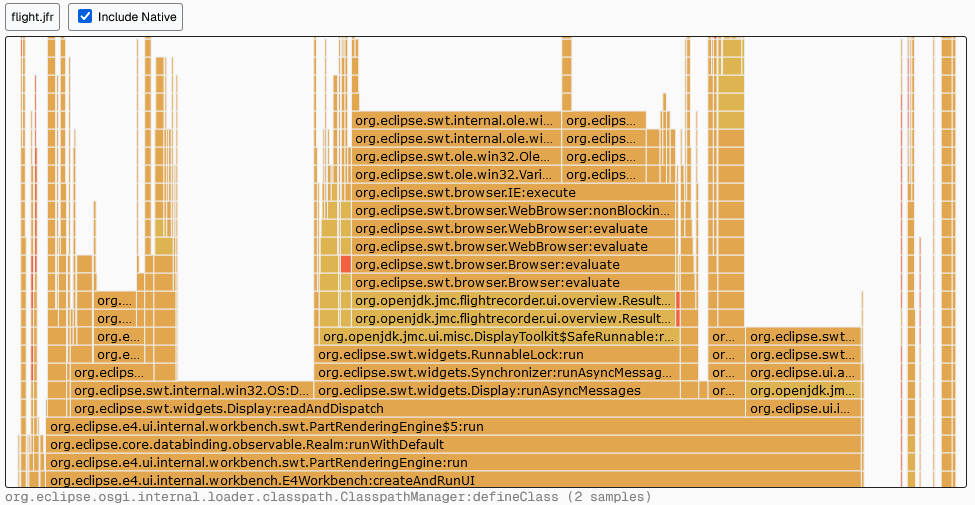 flight.jfr Include Native
org.eclipse.swt.internal.ole.wi... org.eclips...
org.eclipse.swt.internal.ole.wi... org.eclips...
org.eclipse.swt.ole.win32.Ole... org.eclips...
org.eclipse.swt.ole.win32.Vari... org.eclips...
org.eclipse.swt.browser.IE:execute
org.eclipse.swt.browser.WebBrowser:nonBlockin...
org.eclipse.swt.browser.WebBrowser:evaluate
org.eclipse.swt.browser.WebBrowser:evaluate
org.eclipse.swt.browser.Browser:evaluate
org.eclipse.swt.browser.Browser:evaluate
org.... org.openjdk.jmc.flightrecorder.ui.overview.Result...
org.... org.openjdk.jmc.flightrecorder.ui.overview.Result...
org.e... org.openjdk.jmc.ui.misc.DisplayToolkit$SafeRunnable:r... or... org.eclipse.swt...
org.e... org.eclipse.swt.widgets.RunnableLock:run or... org.eclipse.swt...
org.eclips... org.eclipse.swt.widgets.Synchronizer:runAsyncMessag... or... org.eclipse.ui.a...
org.eclipse.swt.internal.win32.OS:D... org.eclipse.swt.widgets.Display:runAsyncMessages or... org.openjdk.jm...
org.eclipse.swt.widgets.Display:readAndDispatch org.eclipse.ui.i...
org.eclipse.e4.ui.internal.workbench.swt.PartRenderingEngine$5:run
org.eclipse.core.databinding.observable.Realm:runWithDefault
org.eclipse.e4.ui.internal.workbench.swt.PartRenderingEngine:run
org.eclipse.e4.ui.internal.workbench.E4Workbench:createAndRunUI
org.eclipse.osgi.internal.loader.classpath.ClasspathManager:defineClass (2 samples)